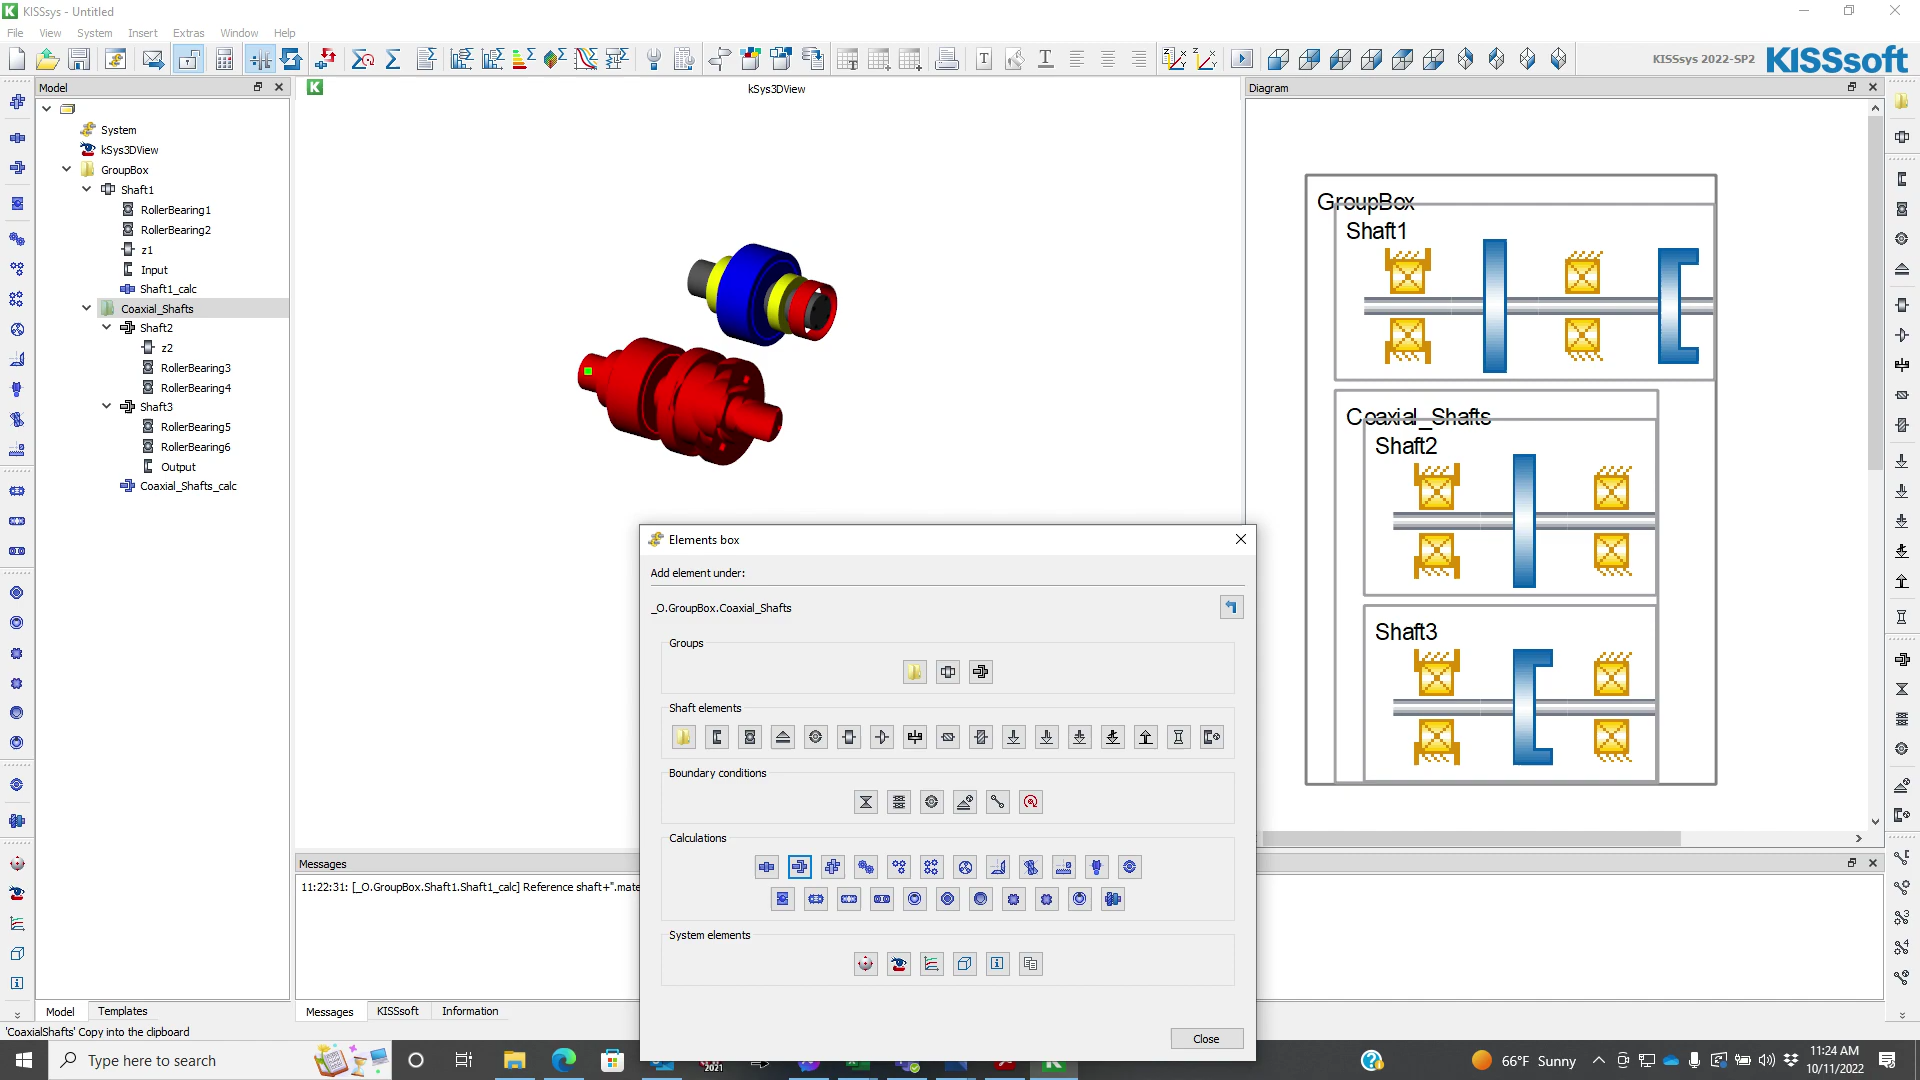 KISSsys - Untitled
File View System Insert Extras Window Help
KISSsys 2022-SP2 KISSsoft
Model
System
kSys3DView
GroupBox
Shaft1
RollerBearing1
RollerBearing2
z1
Input
Shaft1_calc
Coaxial_Shafts
Shaft2
z2
RollerBearing3
RollerBearing4
Shaft3
RollerBearing5
RollerBearing6
Output
Coaxial_Shafts_calc
Model Templates
kSys3DView
Diagram
GroupBox
Shaft1
Coaxial_Shafts
Shaft2
Shaft3
Elements box
Add element under:
_O.GroupBox.Coaxial_Shafts
Groups
Shaft elements
Boundary conditions
Calculations
System elements
Close
Messages
11:22:31: [_O.GroupBox.Shaft1.Shaft1_calc] Reference shaft+".mate
Messages KISSsoft Information
'CoaxialShafts' Copy into the clipboard
Type here to search
2021
66°F Sunny
11:24 AM
10/11/2022